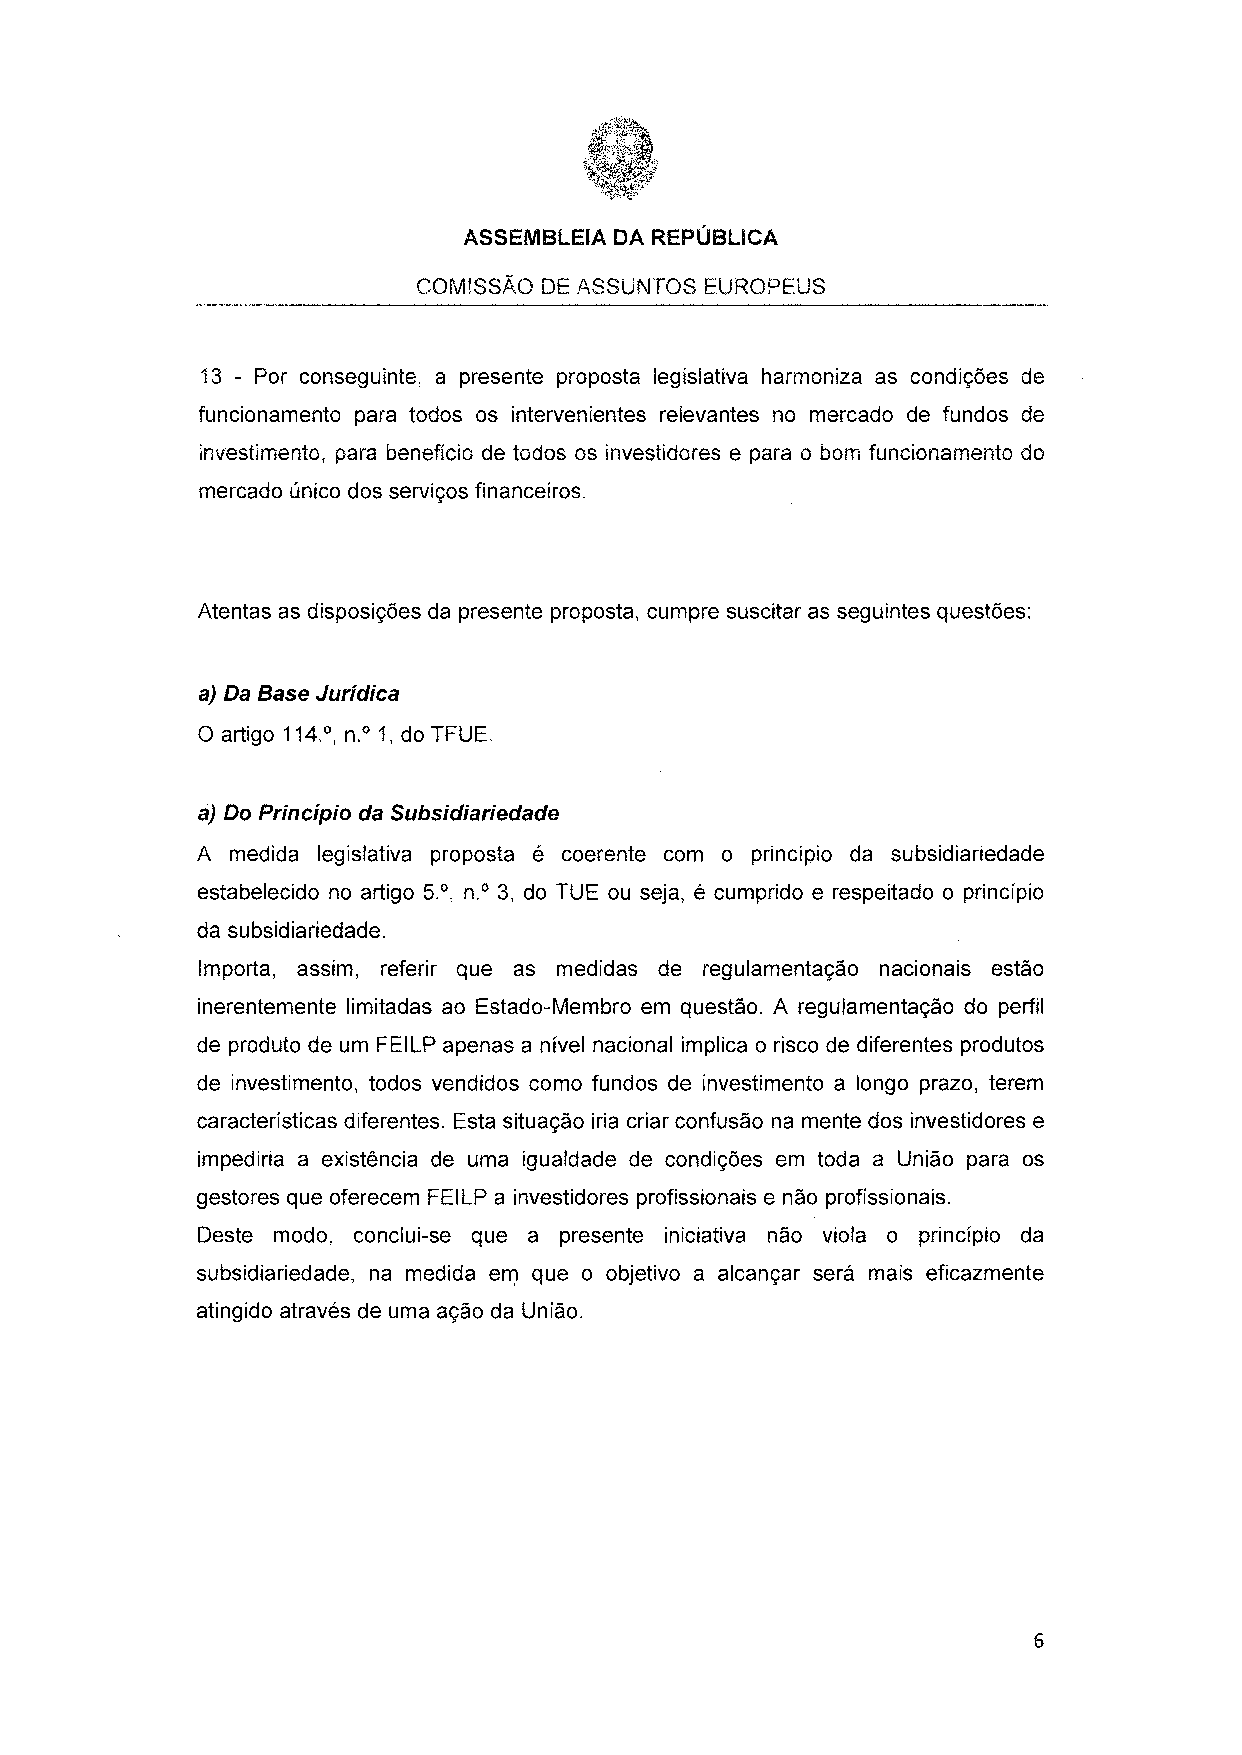 ASSEMBLEIA DA REPÚBLICA
COMISSÃO DE ASSUNTOS EUROPEUS
13 - Por conseguinte, a presente proposta legislativa harmoniza as condições de
funcionamento para todos os intervenientes relevantes no mercado de fundos de
investimento, para benefício de todos os investidores e para o bom funcionamento do
mercado único dos serviços financeiros.
Atentas as disposições da presente proposta, cumpre suscitar as seguintes questões:
a) Da Base Jurídica
O artigo 114.º, n.º 1, do TFUE.
a) Do Princípio da Subsidiariedade
A medida legislativa proposta é coerente com o principio da subsidiariedade
estabelecido no artigo 5.º, n.º 3, do TUE ou seja, é cumprido e respeitado o princípio
da subsidiariedade.
Importa, assim, referir que as medidas de regulamentação nacionais estão
inerentemente limitadas ao Estado-Membro em questão. A regulamentação do perfil
de produto de um FEILP apenas a nível nacional implica o risco de diferentes produtos
de investimento, todos vendidos como fundos de investimento a longo prazo, terem
características diferentes. Esta situação iria criar confusão na mente dos investidores e
impediria a existência de uma igualdade de condições em toda a União para os
gestores que oferecem FEILP a investidores profissionais e não profissionais.
Deste modo, conclui-se que a presente iniciativa não viola o princípio da
subsidiariedade, na medida em que o objetivo a alcançar será mais eficazmente
atingido através de uma ação da União.
6